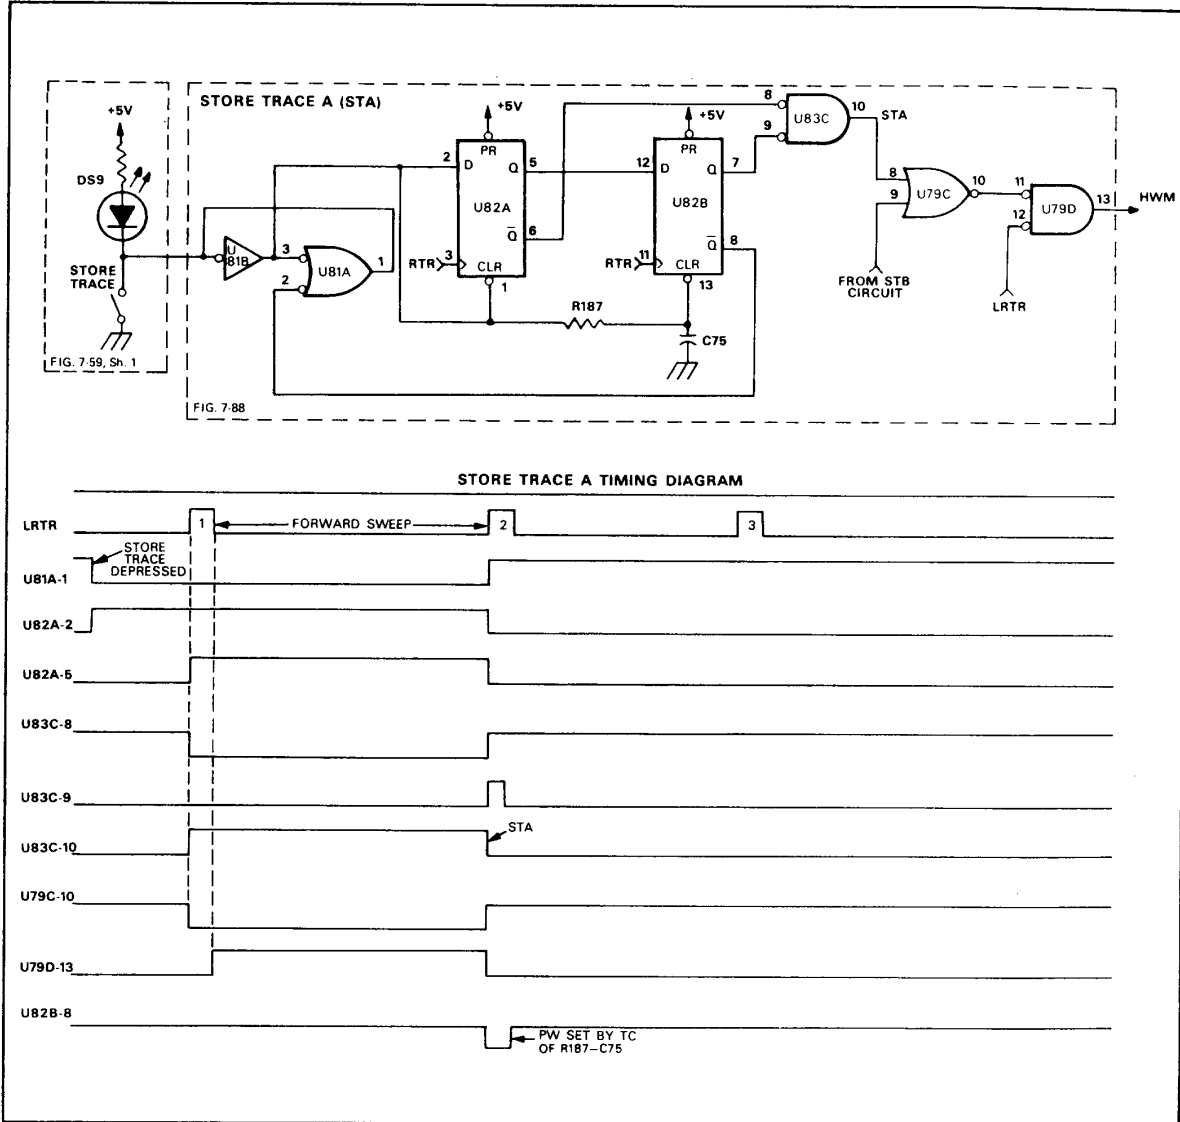 STORE TRACE A (STA)
+5V
DS9
STORE
TRACE
FIG. 7-59, Sh. 1
U
81B
3
2
U81A
1
+5V
PR
2
D
Q
5
U82A
Q
6
RTR
3
CLR
1
R187
C75
+5V
PR
12
D
Q
7
U82B
Q
8
RTR
11
CLR
13
8
9
U83C
10
STA
8
9
U79C
10
11
12
U79D
13
HWM
FROM STB
CIRCUIT
LRTR
FIG. 7-88
STORE TRACE A TIMING DIAGRAM
LRTR
1
FORWARD SWEEP
2
3
STORE
TRACE
DEPRESSED
U81A-1
U82A-2
U82A-5
U83C-8
U83C-9
STA
U83C-10
U79C-10
U79D-13
U82B-8
PW SET BY TC
OF R187–C75